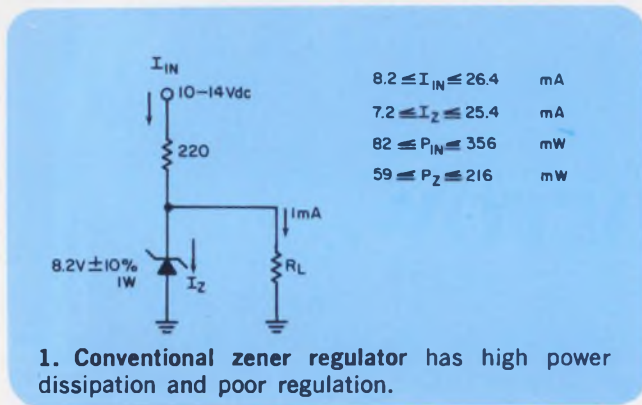 I_IN
10–14 Vdc
220
1mA
8.2V±10%
1W
I_Z
R_L
8.2 ≤ I_IN ≤ 26.4 mA
7.2 ≤ I_Z ≤ 25.4 mA
82 ≤ P_IN ≤ 356 mW
59 ≤ P_Z ≤ 216 mW
1. Conventional zener regulator has high power
dissipation and poor regulation.